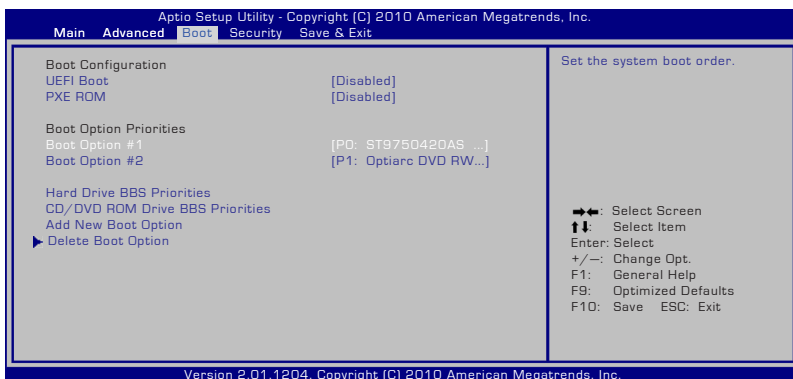 Aptio Setup Utility - Copyright (C) 2010 American Megatrends, Inc.
Main Advanced Boot Security Save & Exit
Boot Configuration
UEFI Boot [Disabled]
PXE ROM [Disabled]
Boot Option Priorities
Boot Option #1 [P0: ST9750420AS ...]
Boot Option #2 [P1: Optiarc DVD RW...]
Hard Drive BBS Priorities
CD/DVD ROM Drive BBS Priorities
Add New Boot Option
Delete Boot Option
Set the system boot order.
→←: Select Screen
↑↓: Select Item
Enter: Select
+/—: Change Opt.
F1: General Help
F9: Optimized Defaults
F10: Save ESC: Exit
Version 2.01.1204. Copyright (C) 2010 American Megatrends, Inc.